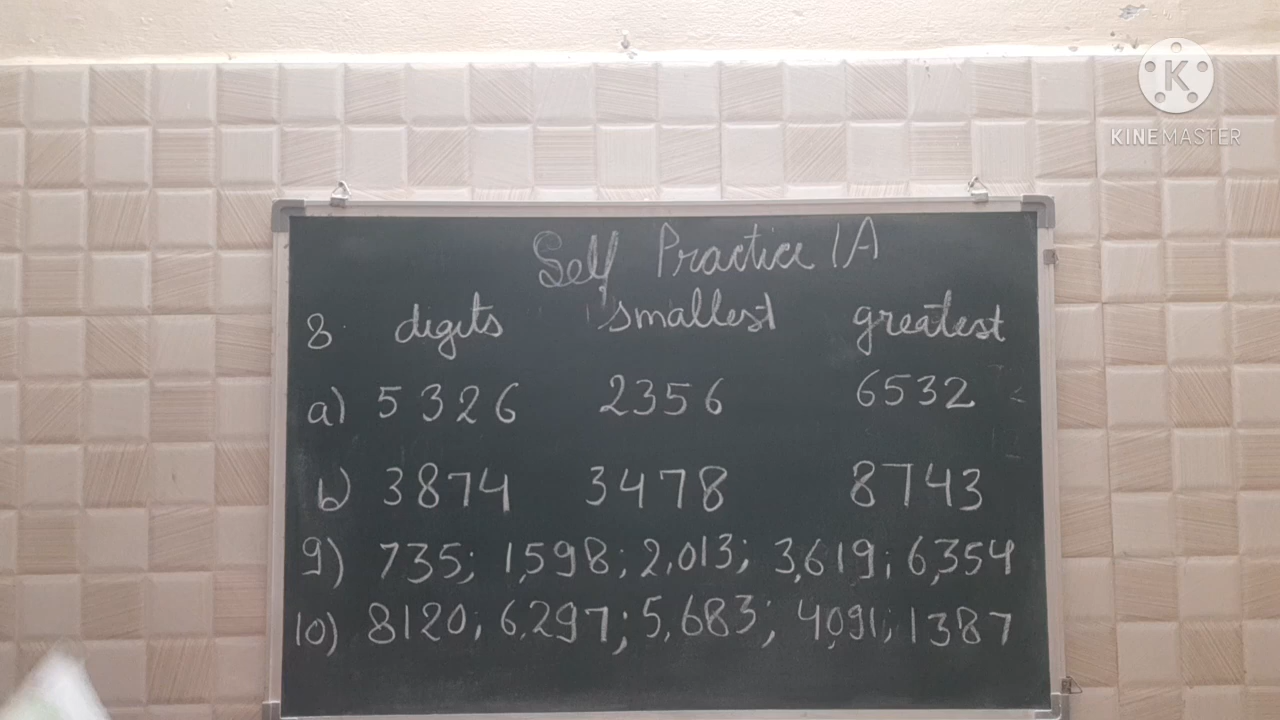 K
KINEMASTER
Self Practice 1A
8. digits smallest greatest
a) 5326 2356 6532
b) 3874 3478 8743
9) 735; 1,598; 2,013; 3,619; 6,354
10) 8120; 6,297; 5,683; 4,091; 1387